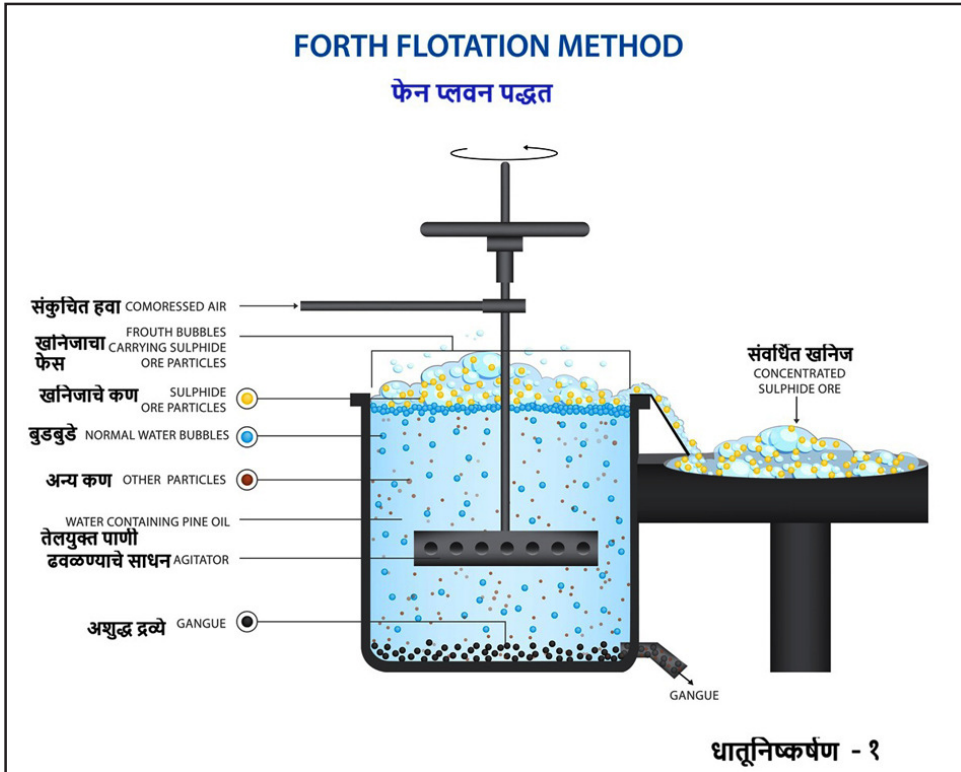 FORTH FLOTATION METHOD
फेन प्लवन पद्धत
संकुचित हवा COMORESSED AIR
खनिजाचा फेस
FROUTH BUBBLES
CARRYING SULPHIDE
ORE PARTICLES
खनिजाचे कण
SULPHIDE
ORE PARTICLES
बुडबुडे NORMAL WATER BUBBLES
अन्य कण OTHER PARTICLES
WATER CONTAINING PINE OIL
तेलयुक्त पाणी
ढवळण्याचे साधन AGITATOR
अशुद्ध द्रव्ये GANGUE
संवर्धित खनिज
CONCENTRATED
SULPHIDE ORE
GANGUE
धातूनिष्कर्षण - १